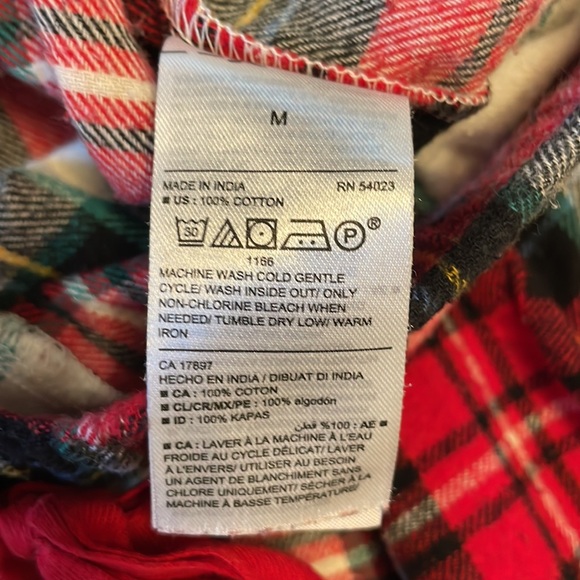 M
MADE IN INDIA RN 54023
■ US : 100% COTTON
®
1166
MACHINE WASH COLD GENTLE
CYCLE/ WASH INSIDE OUT/ ONLY
NON-CHLORINE BLEACH WHEN
NEEDED/ TUMBLE DRY LOW/ WARM
IRON
CA 17897
HECHO EN INDIA / DIBUAT DI INDIA
■ CA : 100% COTON
■ CL/CR/MX/PE : 100% algodón
■ ID : 100% KAPAS
■ AE : 100% قطن
■ CA : LAVER À LA MACHINE À L'EAU
FROIDE AU CYCLE DÉLICAT/ LAVER
À L'ENVERS/ UTILISER AU BESOIN
UN AGENT DE BLANCHIMENT SANS
CHLORE UNIQUEMENT/ SÉCHER À LA
MACHINE À BASSE TEMPÉRATURE/